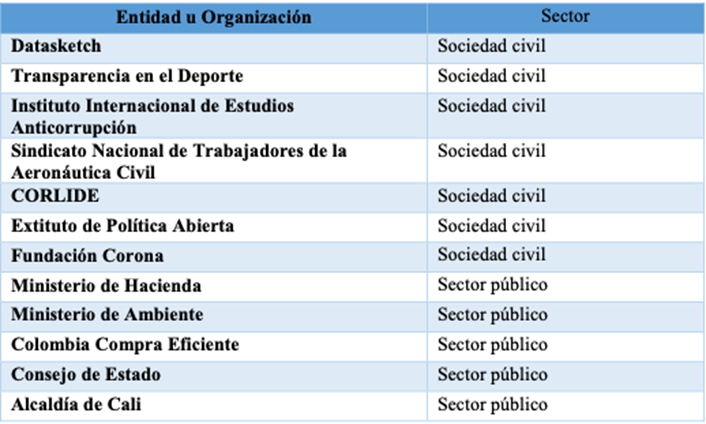 Entidad u Organización Sector
Datasketch Sociedad civil
Transparencia en el Deporte Sociedad civil
Instituto Internacional de Estudios Sociedad civil
Anticorrupción
Sindicato Nacional de Trabajadores de la Sociedad civil
Aeronáutica Civil
CORLIDE Sociedad civil
Extituto de Política Abierta Sociedad civil
Fundación Corona Sociedad civil
Ministerio de Hacienda Sector público
Ministerio de Ambiente Sector público
Colombia Compra Eficiente Sector público
Consejo de Estado Sector público
Alcaldía de Cali Sector público